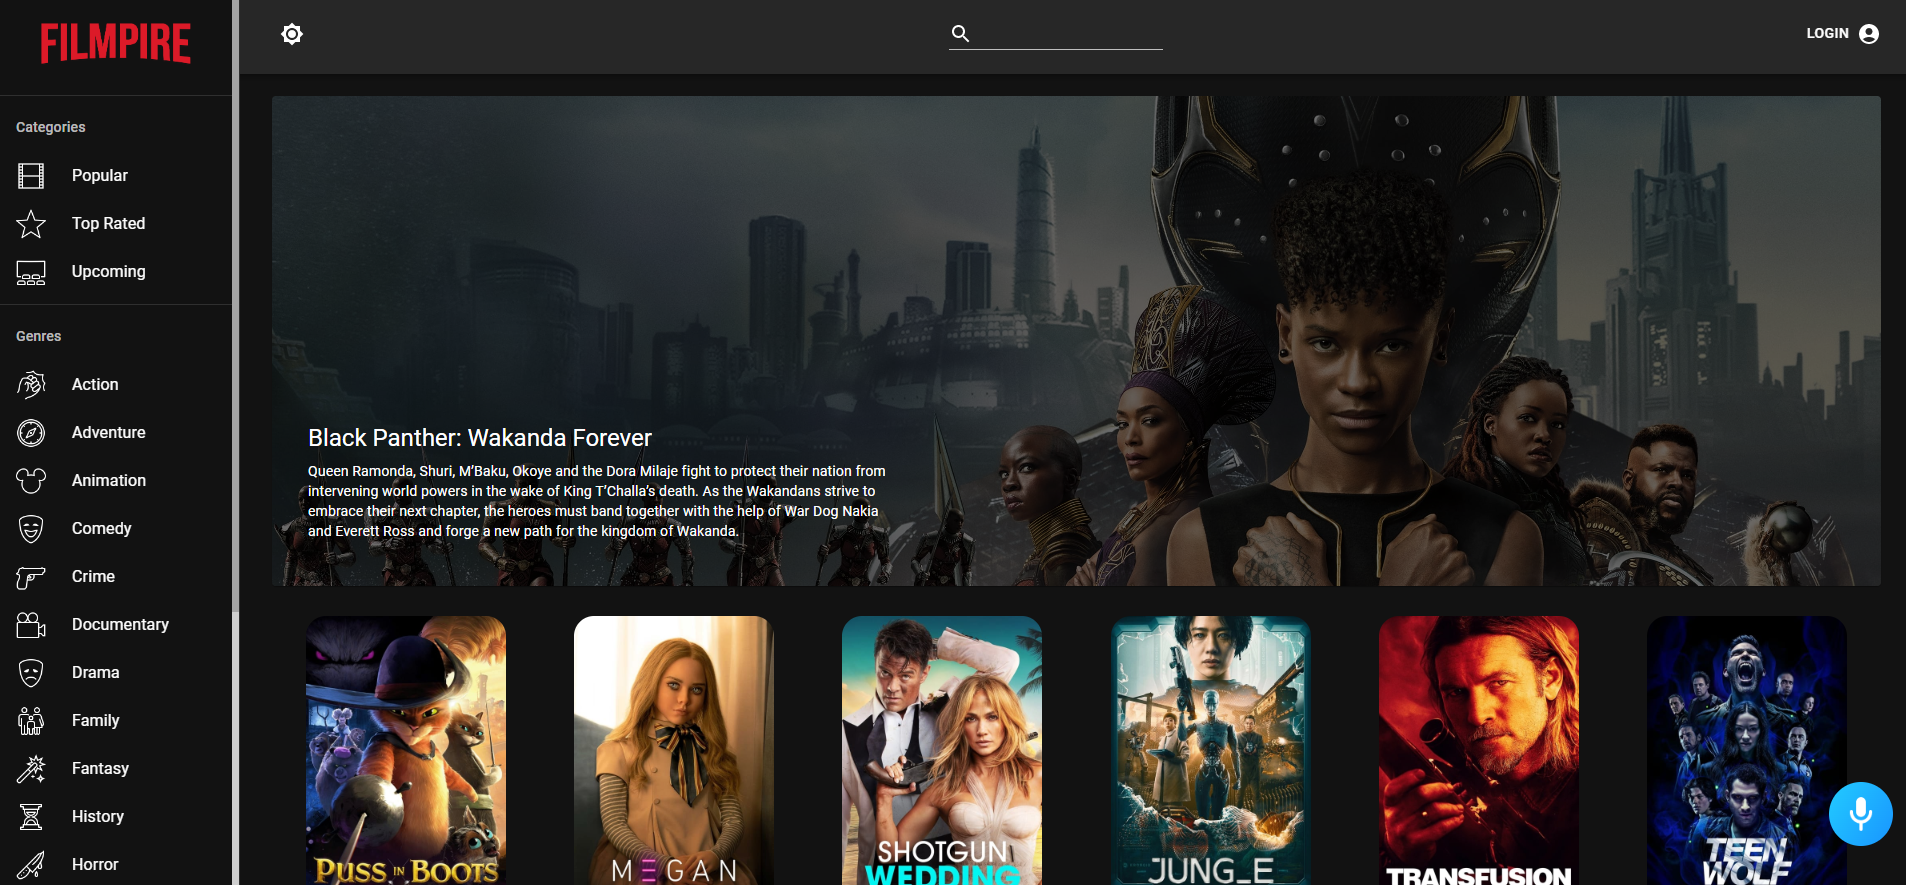 FILMPIRE
LOGIN
Categories
Popular
Top Rated
Upcoming
Genres
Action
Adventure
Animation
Comedy
Crime
Documentary
Drama
Family
Fantasy
History
Horror
Black Panther: Wakanda Forever
Queen Ramonda, Shuri, M’Baku, Okoye and the Dora Milaje fight to protect their nation from
intervening world powers in the wake of King T’Challa’s death. As the Wakandans strive to
embrace their next chapter, the heroes must band together with the help of War Dog Nakia
and Everett Ross and forge a new path for the kingdom of Wakanda.
PUSS IN BOOTS
M3GAN
SHOTGUN
WEDDING
JUNG_E
TRANSFUSION
TEEN
WOLF